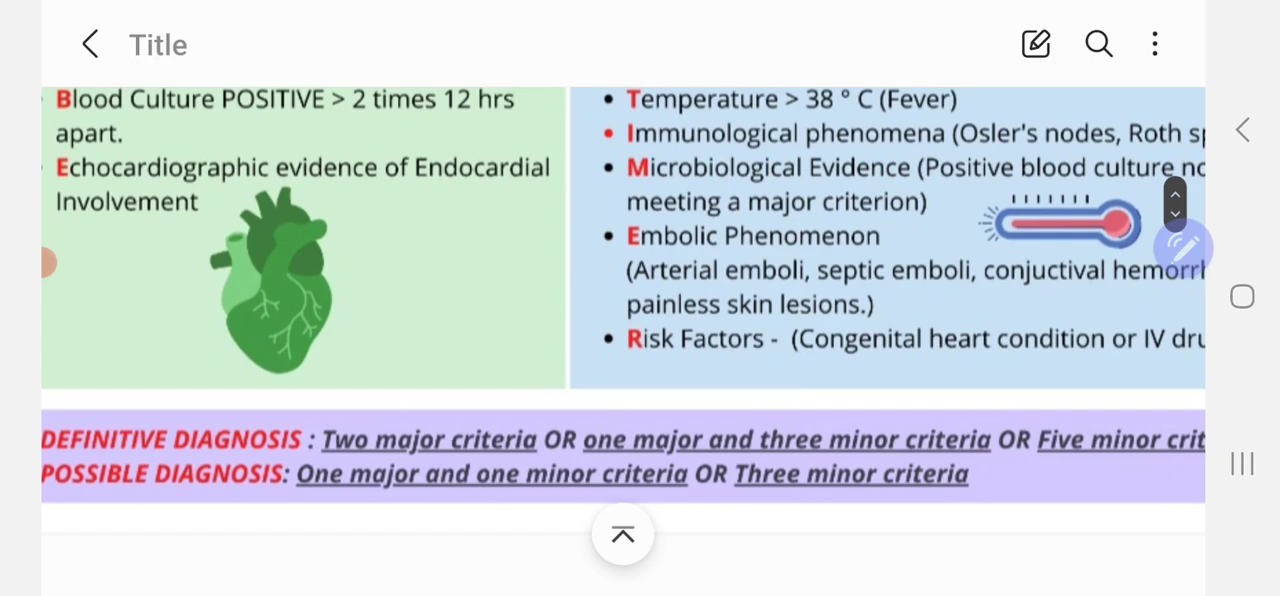 Title
Blood Culture POSITIVE > 2 times 12 hrs
apart.
Echocardiographic evidence of Endocardial
Involvement
Temperature > 38 ° C (Fever)
Immunological phenomena (Osler's nodes, Roth
Microbiological Evidence (Positive blood culture
meeting a major criterion)
Embolic Phenomenon
(Arterial emboli, septic emboli, conjuctival
painless skin lesions.)
Risk Factors - (Congenital heart condition or IV
DEFINITIVE DIAGNOSIS : Two major criteria OR one major and three minor criteria OR Five minor
POSSIBLE DIAGNOSIS: One major and one minor criteria OR Three minor criteria